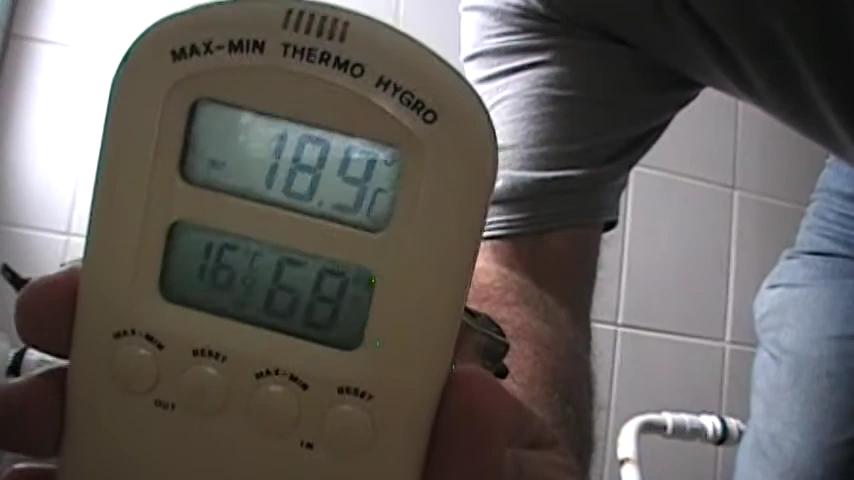 MAX-MIN THERMO HYGRO
18.9°C
16°C 68
MAX-MIN RESET MAX-MIN RESET
OUT IN